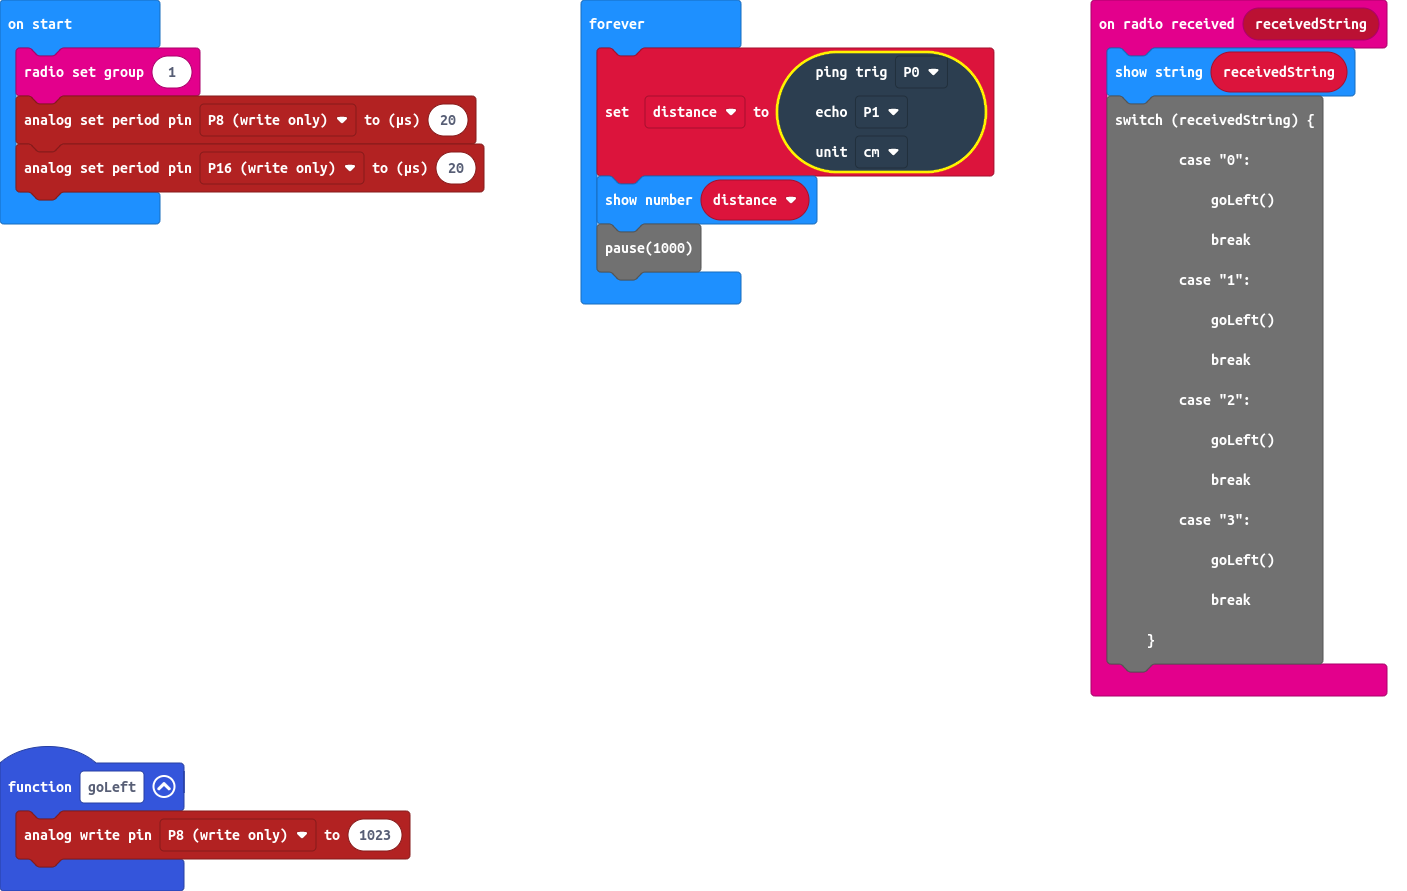 on start
radio set group 1
analog set period pin P8 (write only) to (µs) 20
analog set period pin P16 (write only) to (µs) 20
forever
set distance to
ping trig P0
echo P1
unit cm
show number distance
pause(1000)
on radio received receivedString
show string receivedString
switch (receivedString) {
case "0":
goLeft()
break
case "1":
goLeft()
break
case "2":
goLeft()
break
case "3":
goLeft()
break
}
function goLeft
analog write pin P8 (write only) to 1023